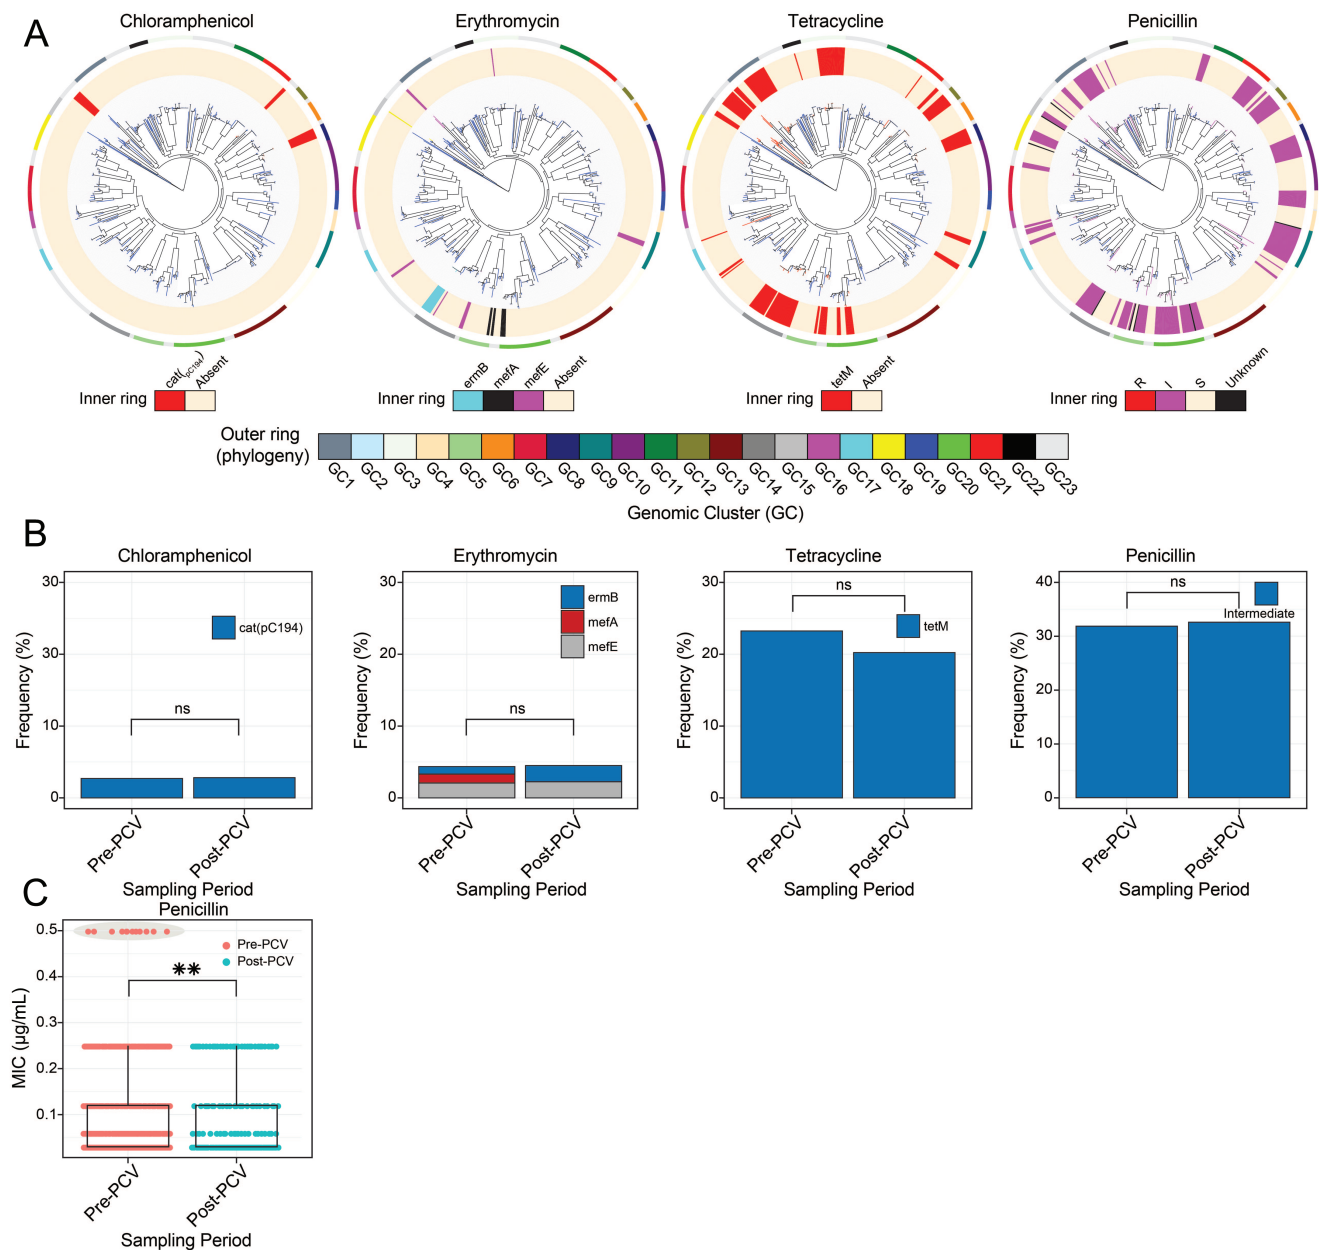 A
Chloramphenicol
Erythromycin
Tetracycline
Penicillin
Inner ring
cat(pC194)
Absent
Inner ring
ermB
mefA
mefE
Absent
Inner ring
tetM
Absent
Inner ring
R
I
S
Unknown
Outer ring
(phylogeny)
GC1
GC2
GC3
GC4
GC5
GC6
GC7
GC8
GC9
GC10
GC11
GC12
GC13
GC14
GC15
GC16
GC17
GC18
GC19
GC20
GC21
GC22
GC23
Genomic Cluster (GC)
B
Chloramphenicol
Frequency (%)
30
30
10
0
cat(pC194)
ns
Pre-PCV
Post-PCV
Sampling Period
Erythromycin
Frequency (%)
30
20
10
0
ermB
mefA
mefE
ns
Pre-PCV
Post-PCV
Sampling Period
Tetracycline
Frequency (%)
30
20
10
0
ns
tetM
Pre-PCV
Post-PCV
Sampling Period
Penicillin
Frequency (%)
40
30
20
10
0
ns
Intermediate
Pre-PCV
Post-PCV
Sampling Period
C
Penicillin
MIC (µg/mL)
0.5
0.4
0.3
0.2
0.1
Pre-PCV
Post-PCV
**
Pre-PCV
Post-PCV
Sampling Period